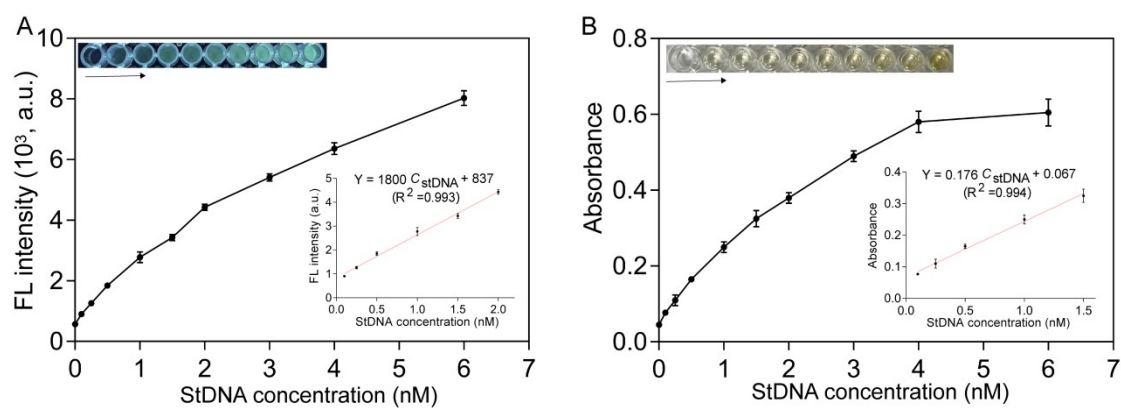 A
FL intensity (10³, a.u.)
10
8
6
4
2
0
0 1 2 3 4 5 6 7
StDNA concentration (nM)
Y = 1800 C_stDNA + 837
(R² =0.993)
FL intensity (a.u.)
5
4
3
2
1
0
0.0 0.5 1.0 1.5 2.0
StDNA concentration (nM)
B
Absorbance
0.8
0.6
0.4
0.2
0.0
0 1 2 3 4 5 6 7
StDNA concentration (nM)
Y = 0.176 C_stDNA + 0.067
(R² =0.994)
Absorbance
0.4
0.3
0.2
0.1
0.0
0.0 0.5 1.0 1.5
StDNA concentration (nM)